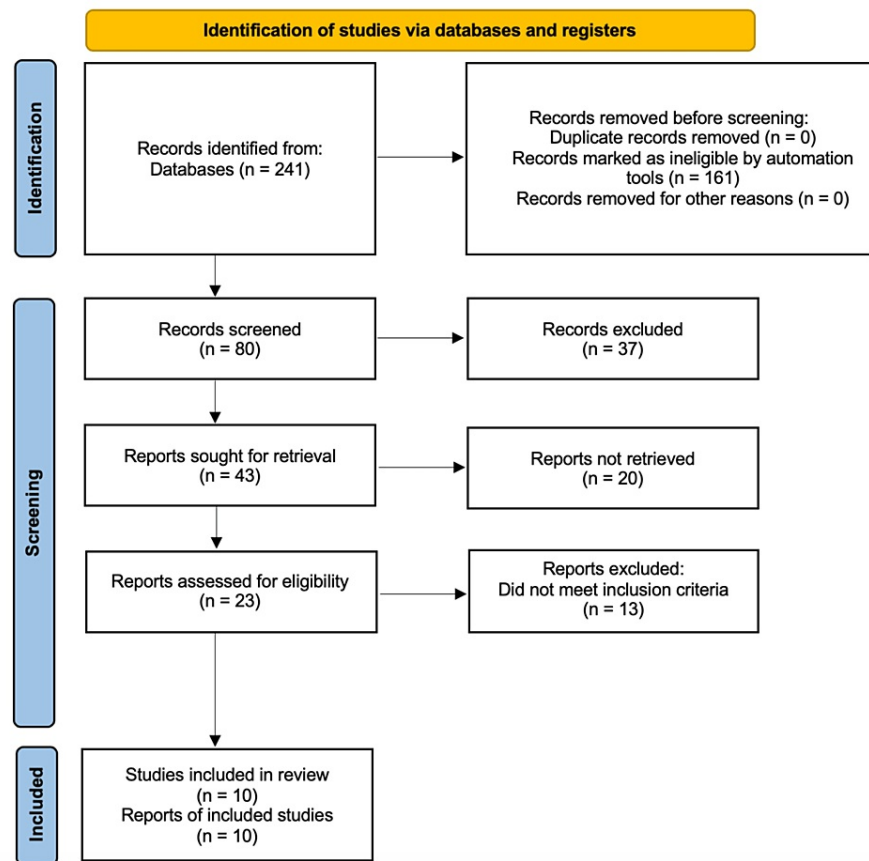 Identification of studies via databases and registers
Identification
Records identified from:
Databases (n = 241)
Records removed before screening:
Duplicate records removed (n = 0)
Records marked as ineligible by automation
tools (n = 161)
Records removed for other reasons (n = 0)
Screening
Records screened
(n = 80)
Records excluded
(n = 37)
Reports sought for retrieval
(n = 43)
Reports not retrieved
(n = 20)
Reports assessed for eligibility
(n = 23)
Reports excluded:
Did not meet inclusion criteria
(n = 13)
Included
Studies included in review
(n = 10)
Reports of included studies
(n = 10)